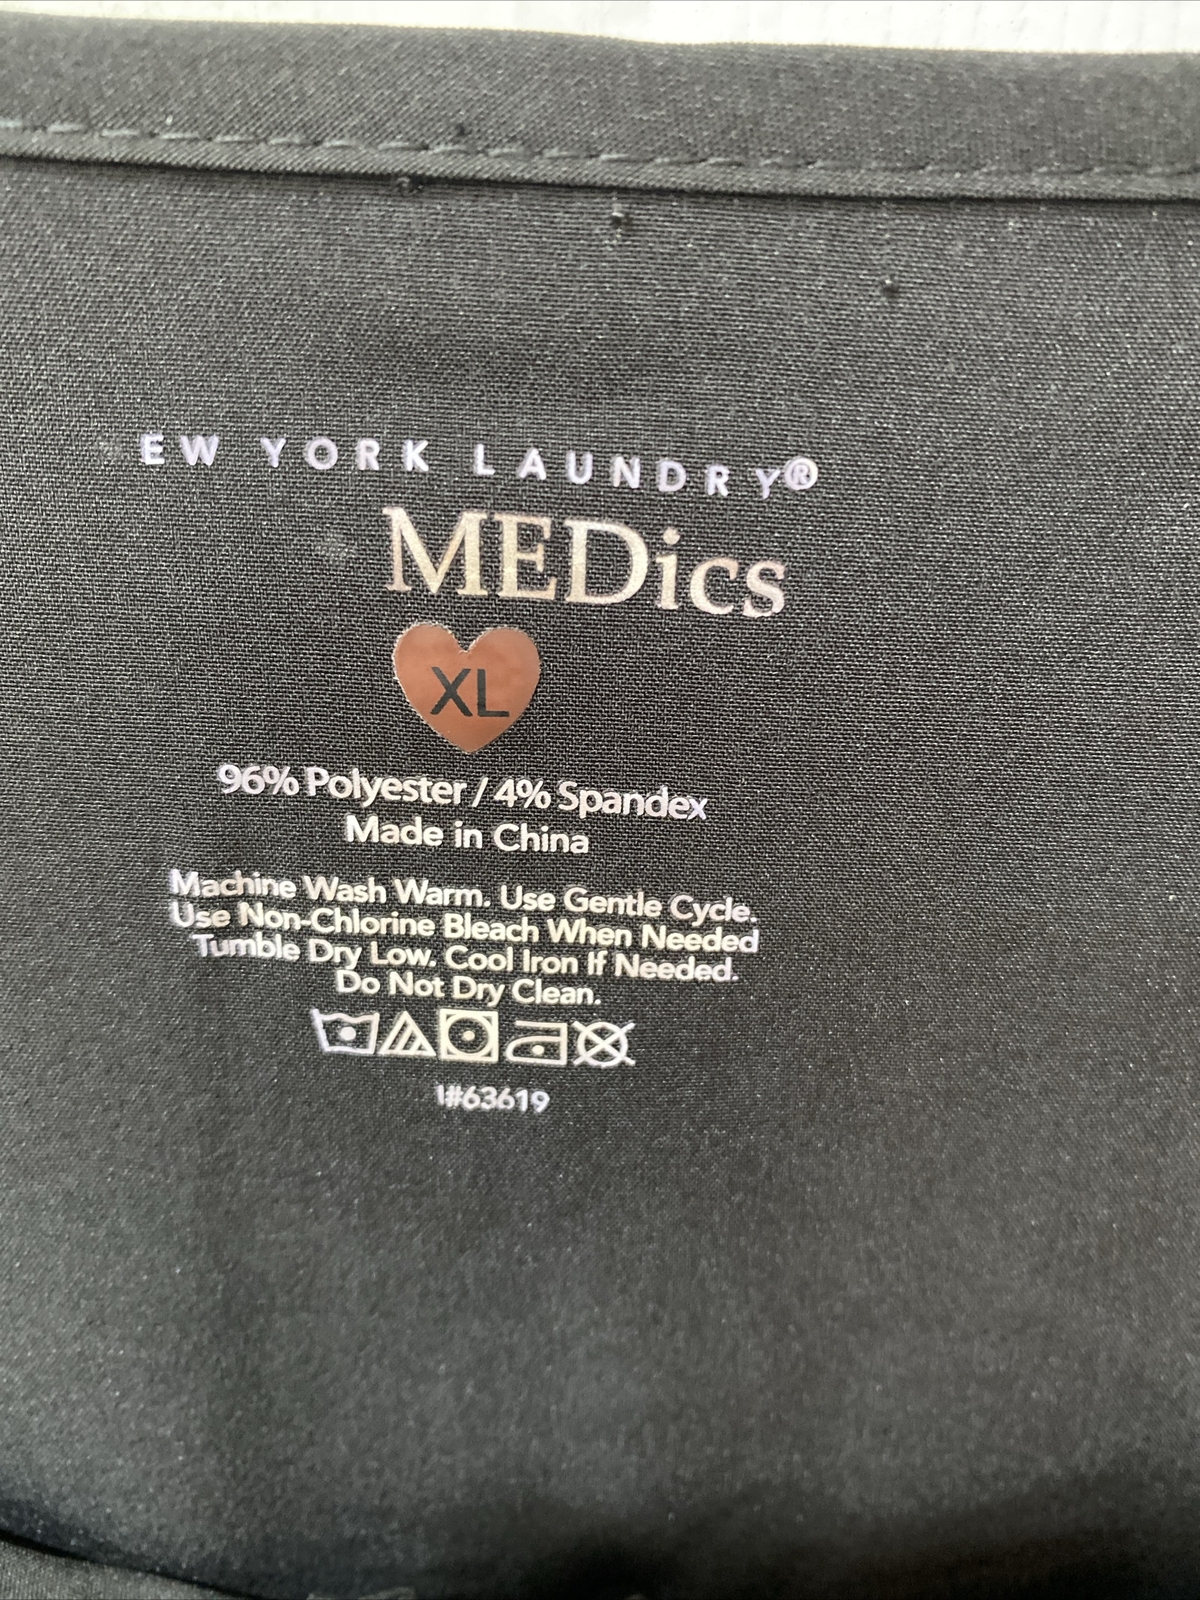 EW YORK LAUNDRY®
MEDics
XL
96% Polyester / 4% Spandex
Made in China
Machine Wash Warm. Use Gentle Cycle.
Use Non-Chlorine Bleach When Needed
Tumble Dry Low. Cool Iron If Needed.
Do Not Dry Clean.
I#63619